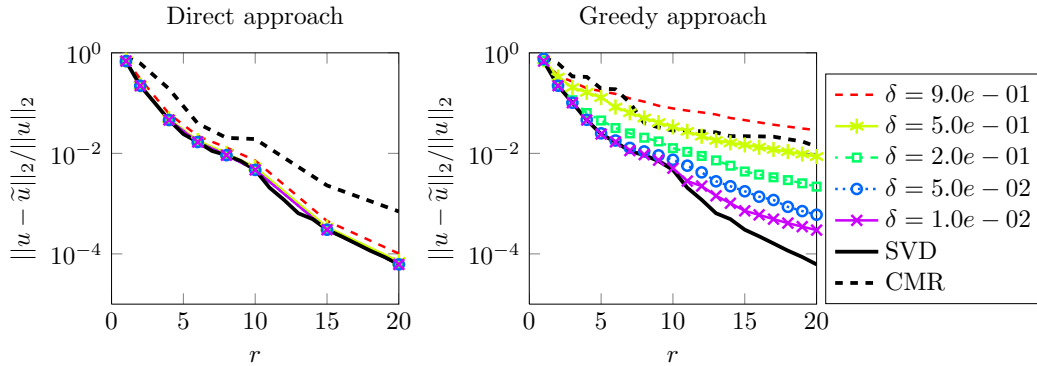 Direct approach
10^0
10^−2
10^−4
||u − ũ||_2/||u||_2
0 5 10 15 20
r
Greedy approach
10^0
10^−2
10^−4
||u − ũ||_2/||u||_2
0 5 10 15 20
r
δ = 9.0e − 01
δ = 5.0e − 01
δ = 2.0e − 01
δ = 5.0e − 02
δ = 1.0e − 02
SVD
CMR